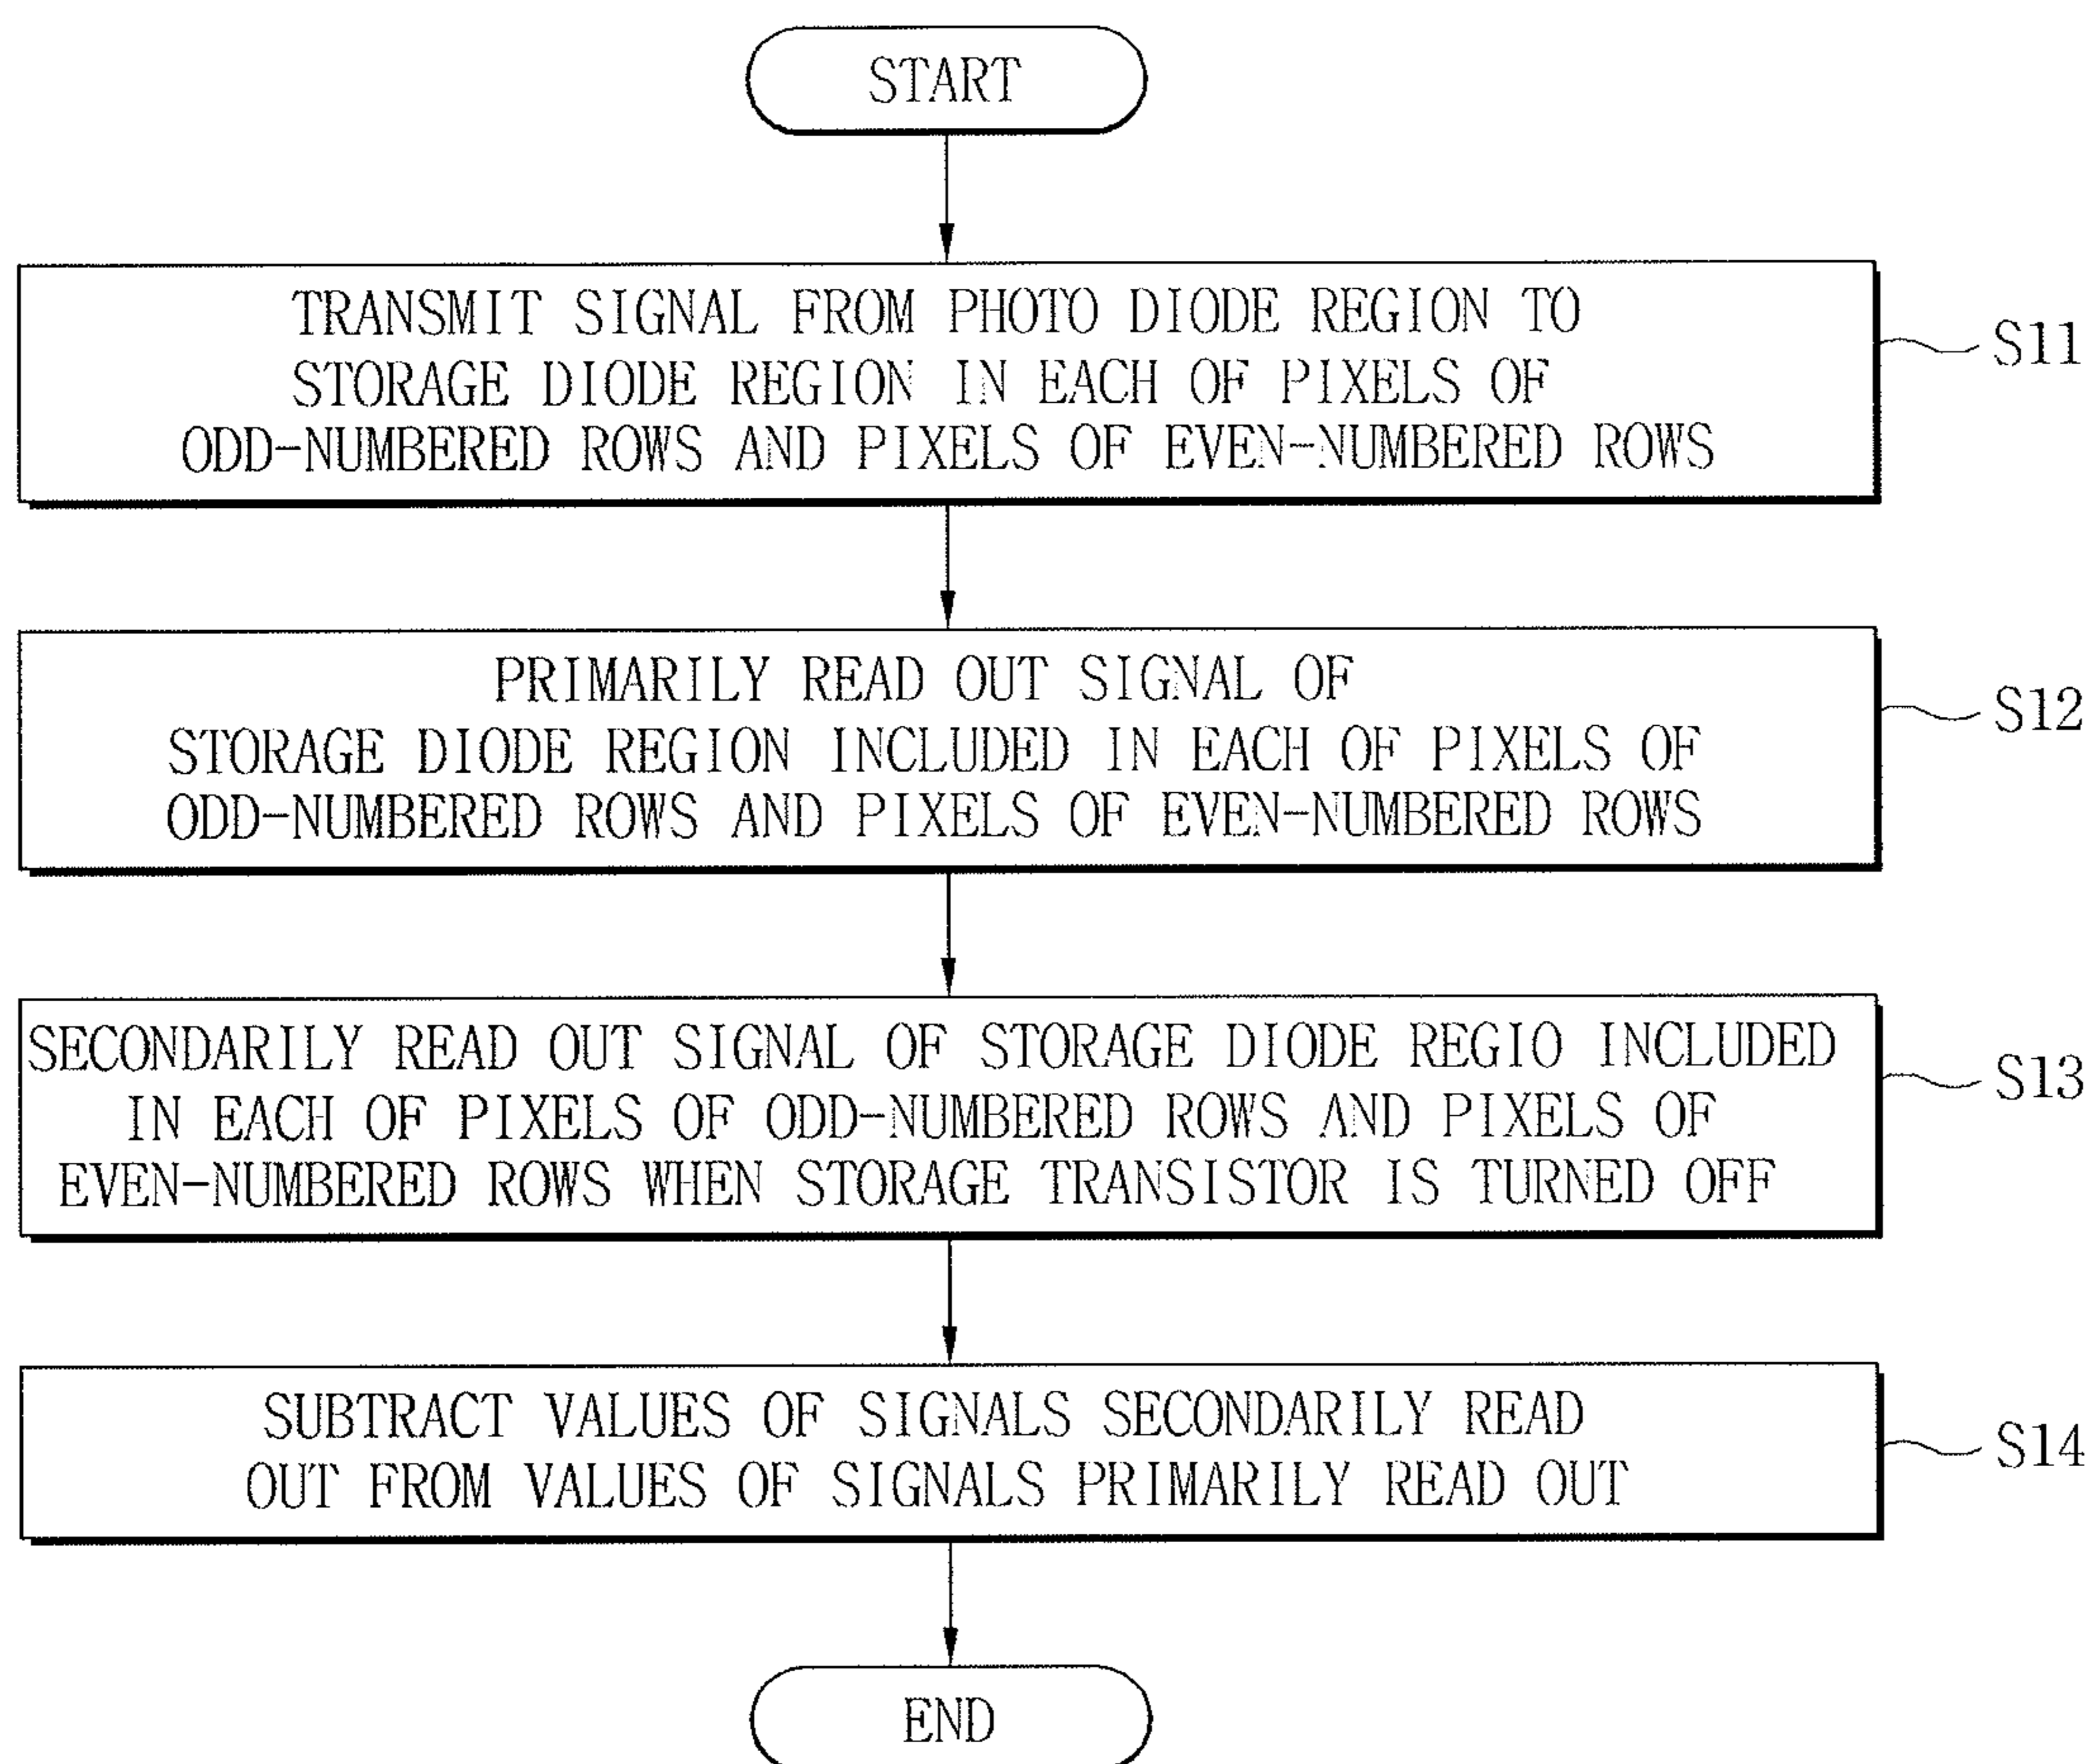 START
TRANSMIT SIGNAL FROM PHOTO DIODE REGION TO
STORAGE DIODE REGION IN EACH OF PIXELS OF
ODD-NUMBERED ROWS AND PIXELS OF EVEN-NUMBERED ROWS
S11
PRIMARILY READ OUT SIGNAL OF
STORAGE DIODE REGION INCLUDED IN EACH OF PIXELS OF
ODD-NUMBERED ROWS AND PIXELS OF EVEN-NUMBERED ROWS
S12
SECONDARILY READ OUT SIGNAL OF STORAGE DIODE REGIO INCLUDED
IN EACH OF PIXELS OF ODD-NUMBERED ROWS AND PIXELS OF
EVEN-NUMBERED ROWS WHEN STORAGE TRANSISTOR IS TURNED OFF
S13
SUBTRACT VALUES OF SIGNALS SECONDARILY READ
OUT FROM VALUES OF SIGNALS PRIMARILY READ OUT
S14
END